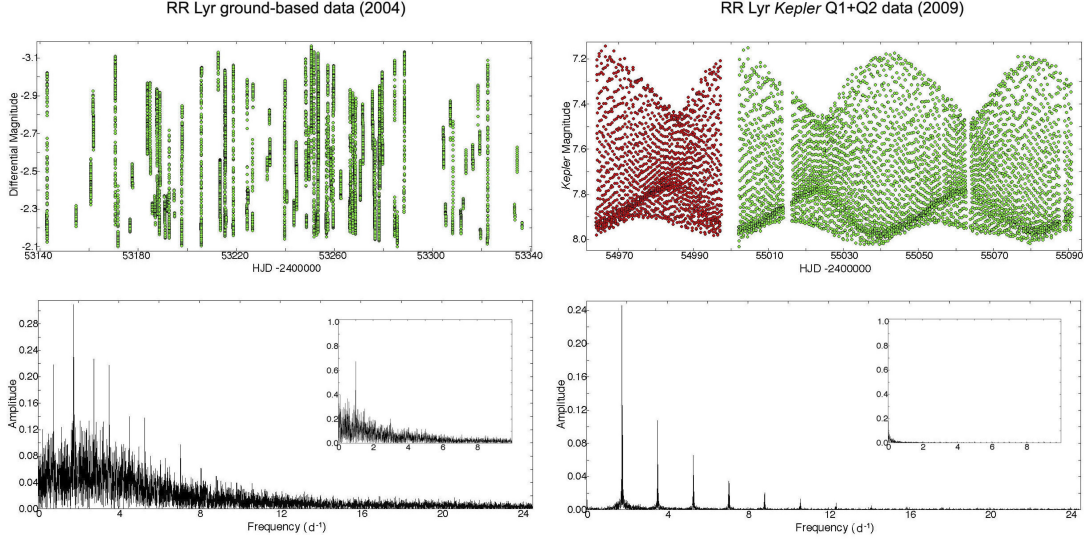 RR Lyr ground-based data (2004)
RR Lyr Kepler Q1+Q2 data (2009)
Differential Magnitude
-3.1
-2.9
-2.7
-2.5
-2.3
-2.1
53140 53180 53220 53260 53300 53340
HJD -2400000
Kepler Magnitude
7.2
7.4
7.6
7.8
8.0
54970 54990 55010 55030 55050 55070 55090
HJD -2400000
Amplitude
0.28
0.24
0.20
0.16
0.12
0.08
0.04
0.00
0 4 8 12 16 20 24
Frequency (d⁻¹)
1.0
0.8
0.6
0.4
0.2
0.0
0 2 4 6 8
Amplitude
0.24
0.20
0.16
0.12
0.08
0.04
0.00
0 4 8 12 16 20 24
Frequency (d⁻¹)
1.0
0.8
0.6
0.4
0.2
0.0
0 2 4 6 8